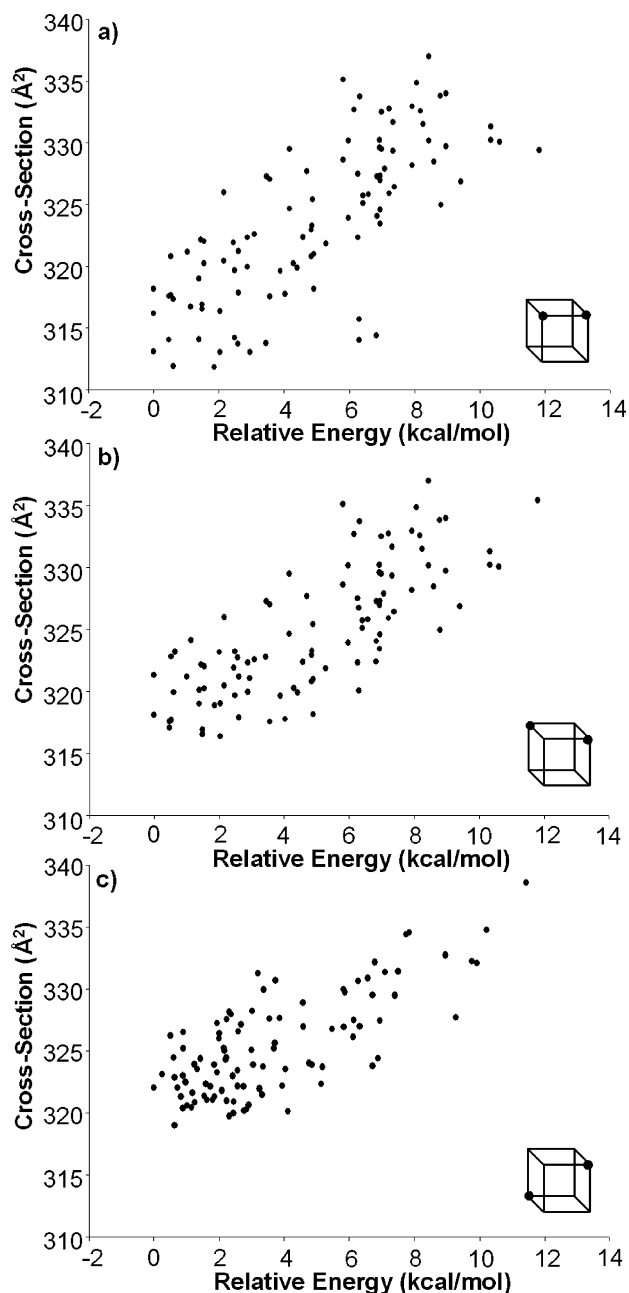 a)
340
335
330
325
320
315
310
Cross-Section (Å²)
-2 0 2 4 6 8 10 12 14
Relative Energy (kcal/mol)
b)
340
335
330
325
320
315
310
Cross-Section (Å²)
-2 0 2 4 6 8 10 12 14
Relative Energy (kcal/mol)
c)
340
335
330
325
320
315
310
Cross-Section (Å²)
-2 0 2 4 6 8 10 12 14
Relative Energy (kcal/mol)